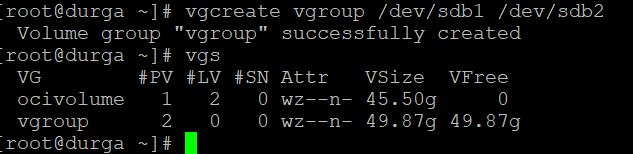 [root@durga ~]# vgcreate vgroup /dev/sdb1 /dev/sdb2
  Volume group "vgroup" successfully created
[root@durga ~]# vgs
  VG        #PV #LV #SN Attr   VSize  VFree
  ocivolume   1   2   0 wz--n- 45.50g     0
  vgroup      2   0   0 wz--n- 49.87g 49.87g
[root@durga ~]#